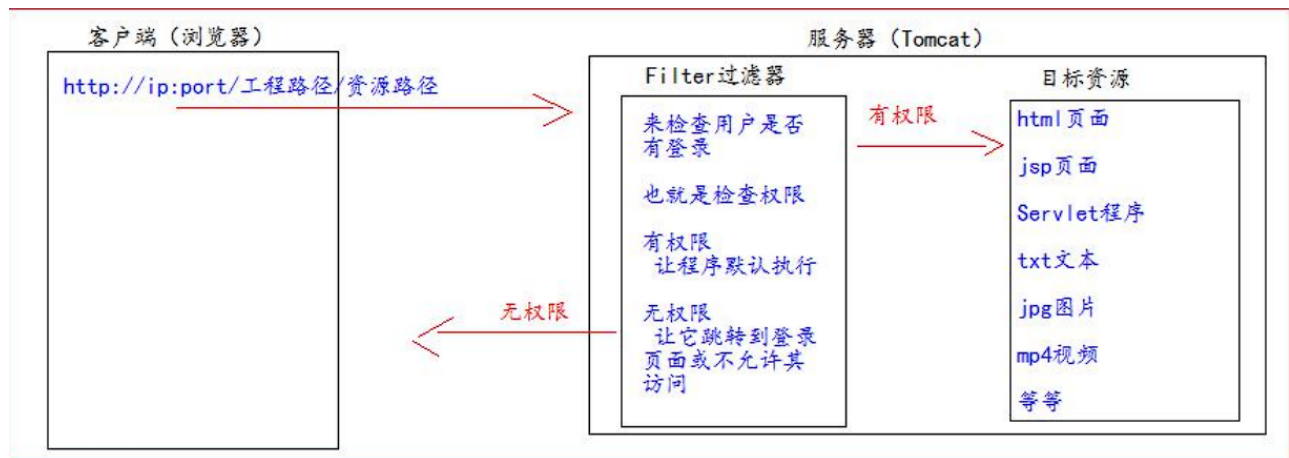 客户端（浏览器）
http://ip:port/工程路径/资源路径
服务器（Tomcat）
Filter过滤器
来检查用户是否
有登录
也就是检查权限
有权限
让程序默认执行
无权限
让它跳转到登录
页面或不允许其
访问
有权限
无权限
目标资源
html页面
jsp页面
Servlet程序
txt文本
jpg图片
mp4视频
等等